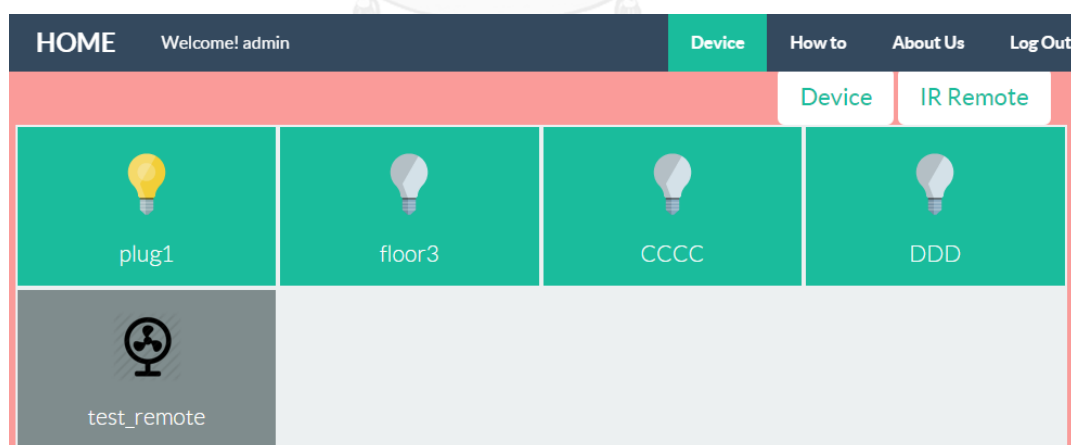 HOME Welcome! admin Device How to About Us Log Out
Device IR Remote
plug1 floor3 CCCC DDD
test_remote